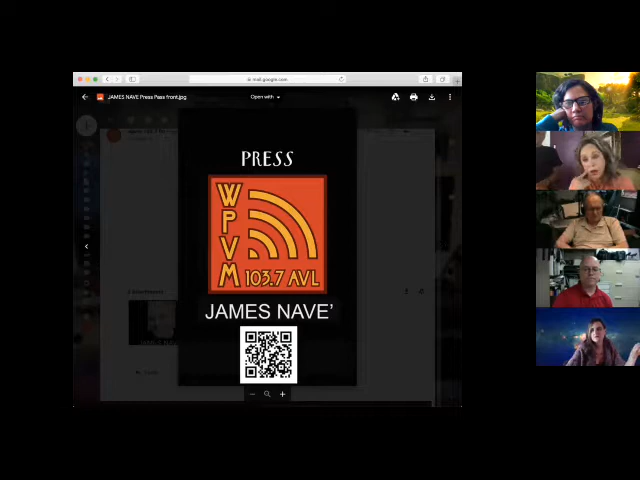 mail.google.com
JAMES NAVE Press Pass front.jpg
Open with
PRESS
WPVM
103.7 AVL
JAMES NAVE'